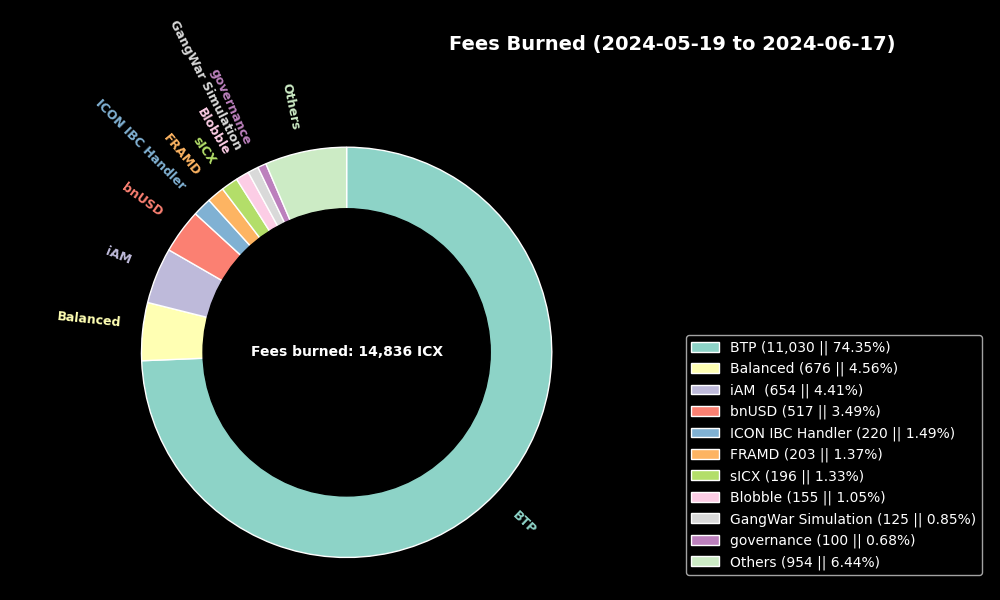 Fees Burned (2024-05-19 to 2024-06-17)
Others
governance
GangWar Simulation
Blobble
sICX
FRAMD
ICON IBC Handler
bnUSD
iAM
Balanced
BTP
Fees burned: 14,836 ICX
BTP (11,030 || 74.35%)
Balanced (676 || 4.56%)
iAM  (654 || 4.41%)
bnUSD (517 || 3.49%)
ICON IBC Handler (220 || 1.49%)
FRAMD (203 || 1.37%)
sICX (196 || 1.33%)
Blobble (155 || 1.05%)
GangWar Simulation (125 || 0.85%)
governance (100 || 0.68%)
Others (954 || 6.44%)